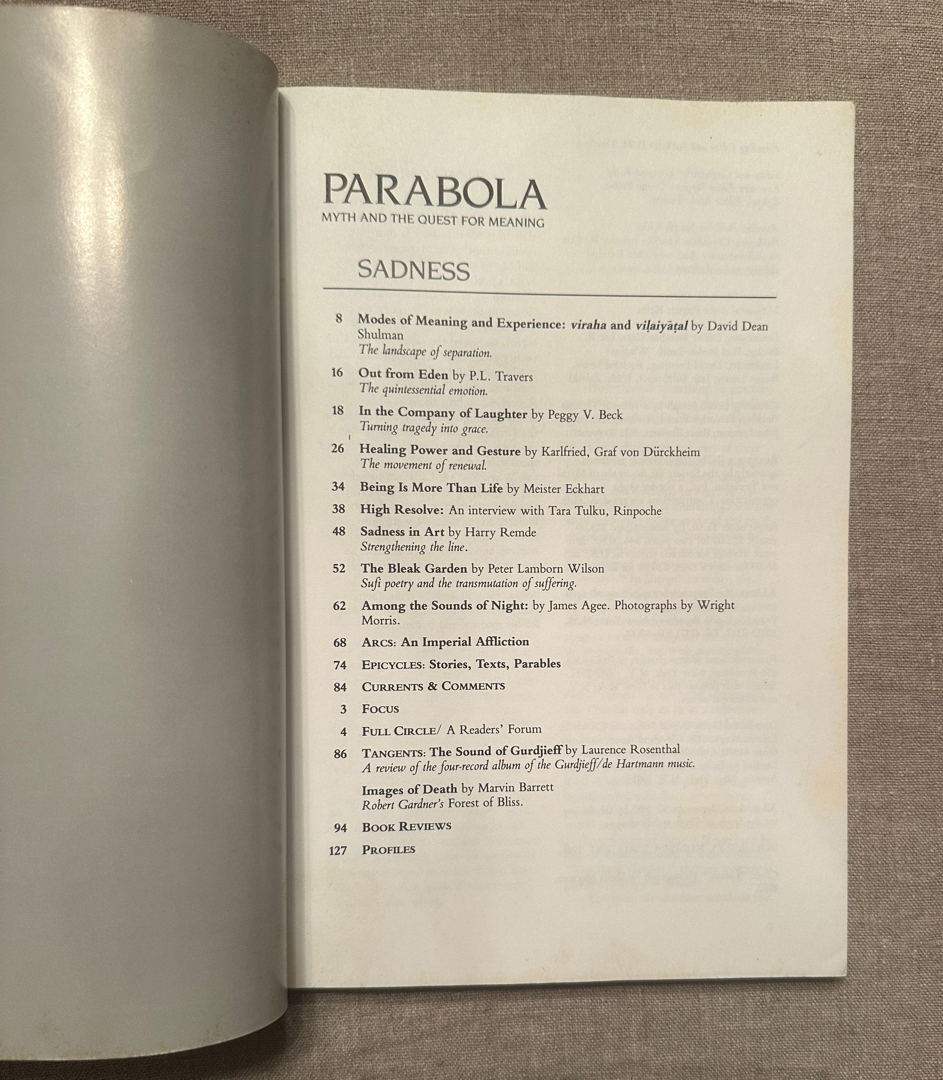 PARABOLA
MYTH AND THE QUEST FOR MEANING
SADNESS
8 Modes of Meaning and Experience: viraha and viḷaiyāṭal by David Dean
Shulman
The landscape of separation.
16 Out from Eden by P.L. Travers
The quintessential emotion.
18 In the Company of Laughter by Peggy V. Beck
Turning tragedy into grace.
26 Healing Power and Gesture by Karlfried, Graf von Dürckheim
The movement of renewal.
34 Being Is More Than Life by Meister Eckhart
38 High Resolve: An interview with Tara Tulku, Rinpoche
48 Sadness in Art by Harry Remde
Strengthening the line.
52 The Bleak Garden by Peter Lamborn Wilson
Sufi poetry and the transmutation of suffering.
62 Among the Sounds of Night: by James Agee. Photographs by Wright
Morris.
68 ARCS: An Imperial Affliction
74 EPICYCLES: Stories, Texts, Parables
84 CURRENTS & COMMENTS
3 FOCUS
4 FULL CIRCLE/ A Readers' Forum
86 TANGENTS: The Sound of Gurdjieff by Laurence Rosenthal
A review of the four-record album of the Gurdjieff/de Hartmann music.
Images of Death by Marvin Barrett
Robert Gardner's Forest of Bliss.
94 BOOK REVIEWS
127 PROFILES